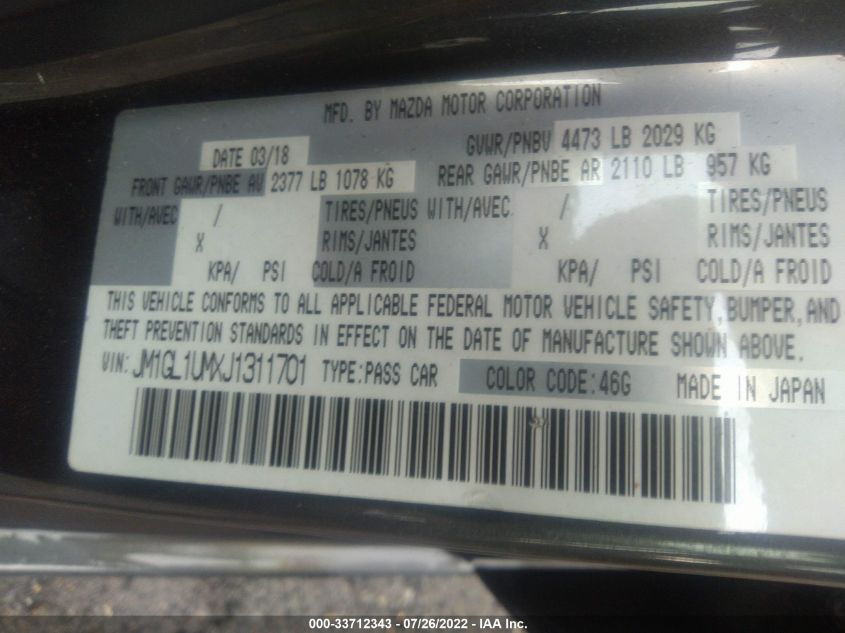 MFD. BY MAZDA MOTOR CORPORATION
DATE 03/18 GVWR/PNBV 4473 LB 2029 KG
FRONT GAWR/PNBE AV 2377 LB 1078 KG REAR GAWR/PNBE AR 2110 LB 957 KG
WITH/AVEC / TIRES/PNEUS WITH/AVEC / TIRES/PNEUS
X RIMS/JANTES X RIMS/JANTES
KPA/ PSI COLD/A FROID KPA/ PSI COLD/A FROID
THIS VEHICLE CONFORMS TO ALL APPLICABLE FEDERAL MOTOR VEHICLE SAFETY, BUMPER, AND
THEFT PREVENTION STANDARDS IN EFFECT ON THE DATE OF MANUFACTURE SHOWN ABOVE.
VIN: JM1GL1UMXJ1311701 TYPE:PASS CAR COLOR CODE:46G MADE IN JAPAN
000-33712343 - 07/26/2022 - IAA Inc.